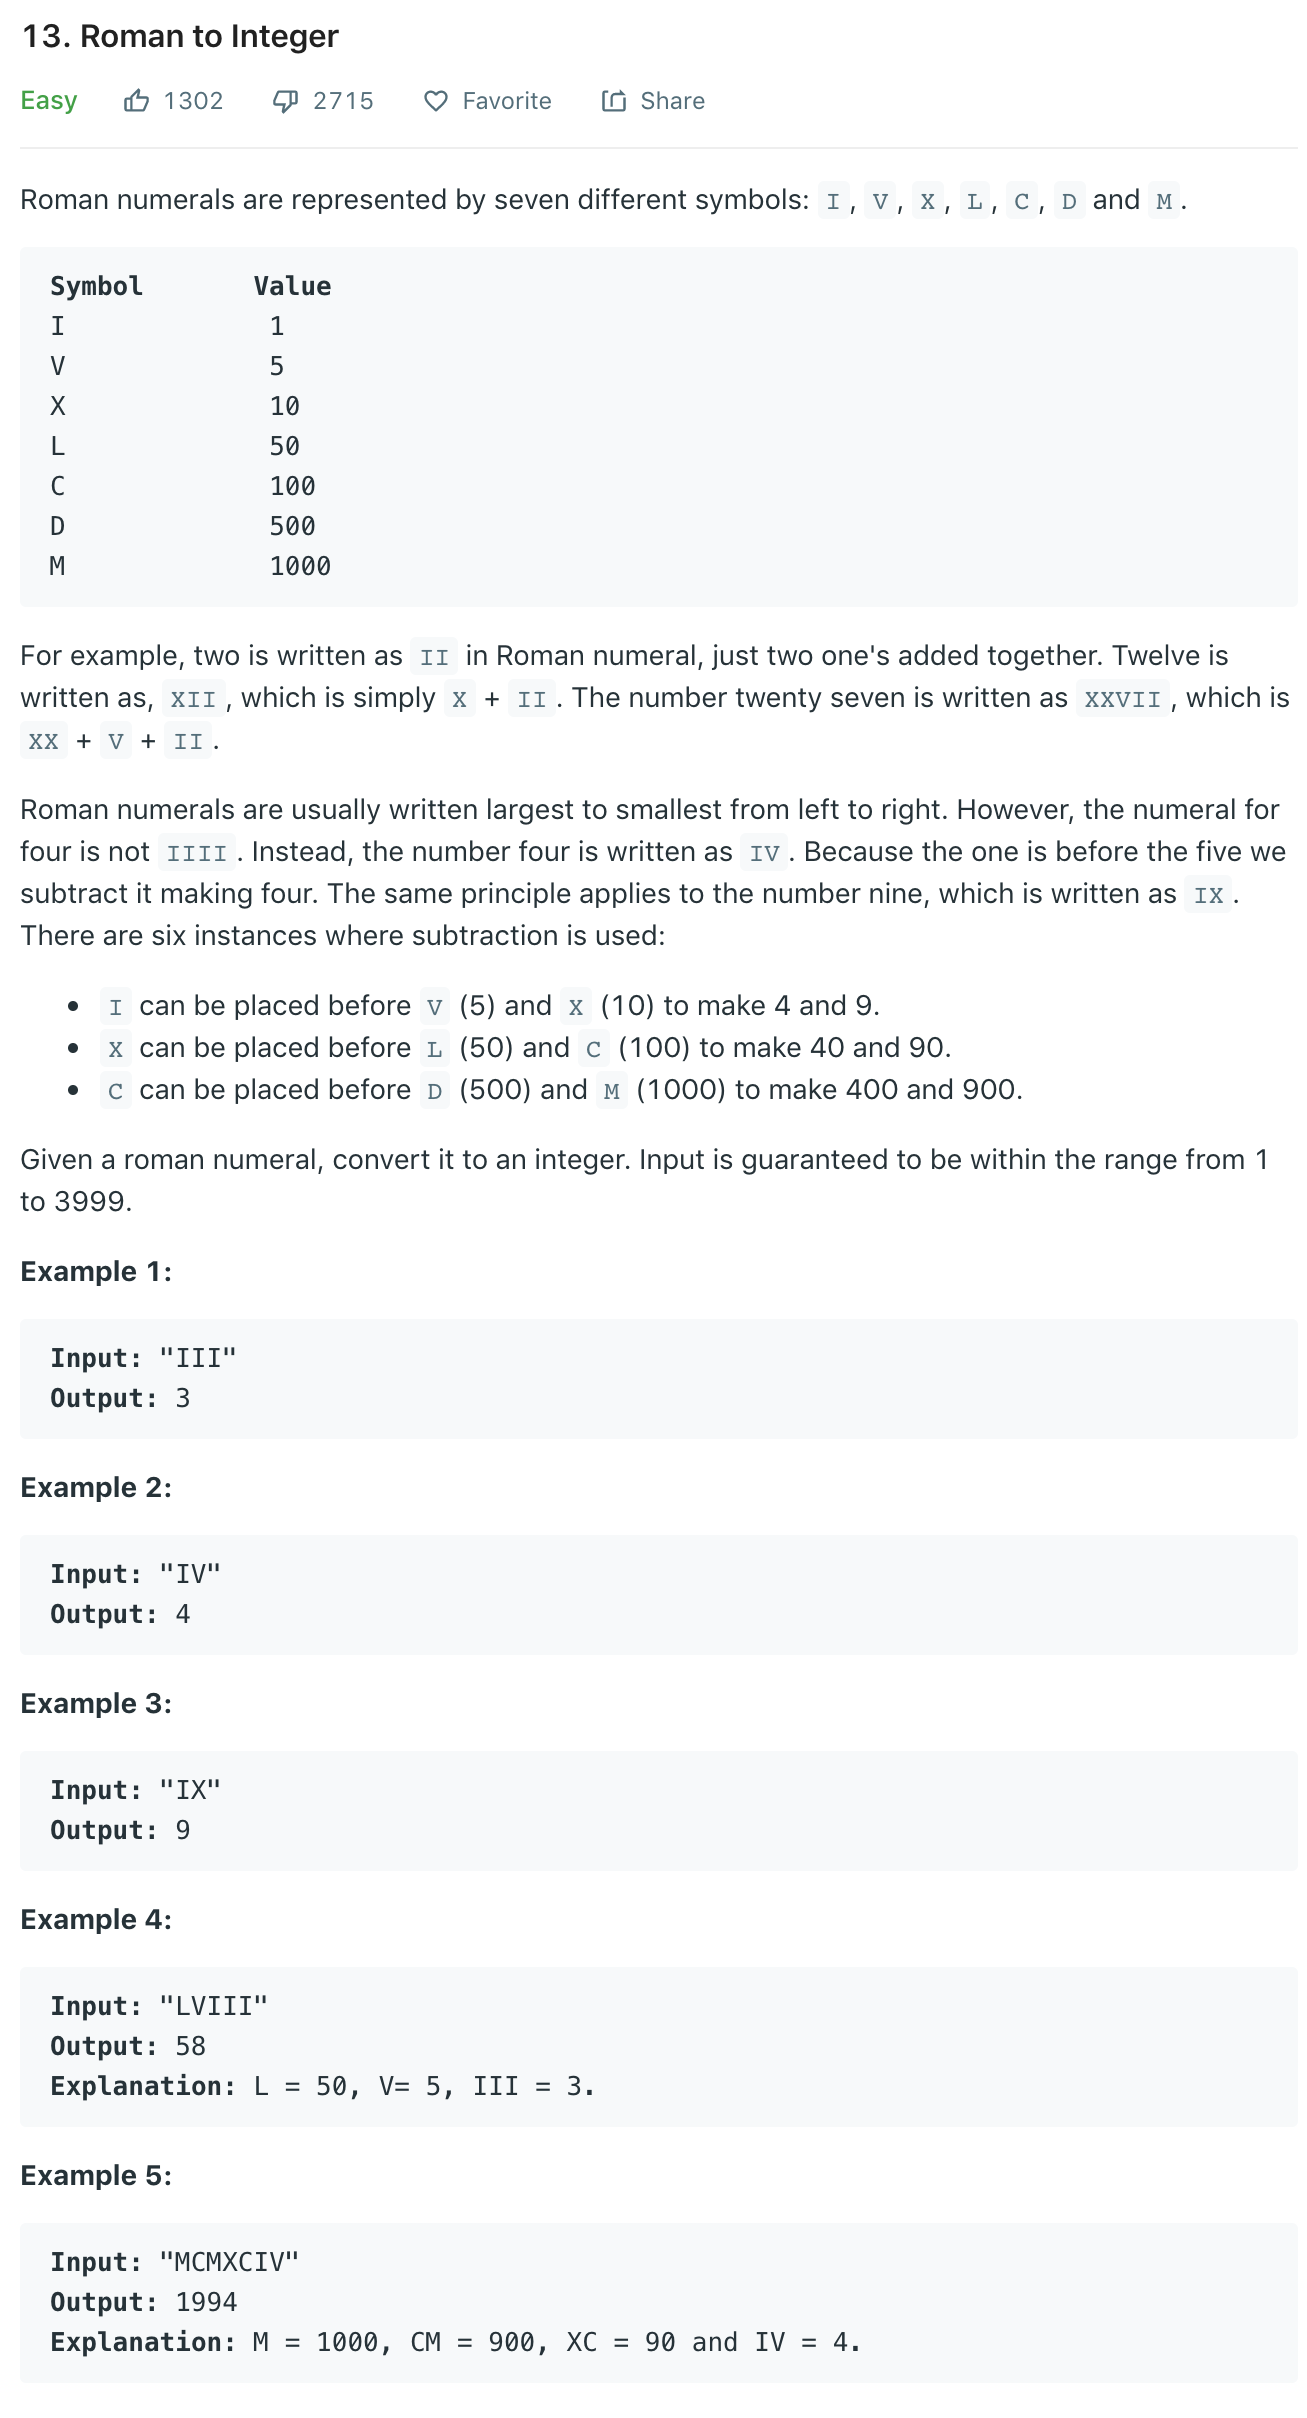 13. Roman to Integer
Easy 1302 2715 Favorite Share
Roman numerals are represented by seven different symbols: I, V, X, L, C, D and M.
Symbol Value
I 1
V 5
X 10
L 50
C 100
D 500
M 1000
For example, two is written as II in Roman numeral, just two one's added together. Twelve is
written as, XII, which is simply X + II. The number twenty seven is written as XXVII, which is
XX + V + II.
Roman numerals are usually written largest to smallest from left to right. However, the numeral for
four is not IIII. Instead, the number four is written as IV. Because the one is before the five we
subtract it making four. The same principle applies to the number nine, which is written as IX.
There are six instances where subtraction is used:
• I can be placed before V (5) and X (10) to make 4 and 9.
• X can be placed before L (50) and C (100) to make 40 and 90.
• C can be placed before D (500) and M (1000) to make 400 and 900.
Given a roman numeral, convert it to an integer. Input is guaranteed to be within the range from 1
to 3999.
Example 1:
Input: "III"
Output: 3
Example 2:
Input: "IV"
Output: 4
Example 3:
Input: "IX"
Output: 9
Example 4:
Input: "LVIII"
Output: 58
Explanation: L = 50, V= 5, III = 3.
Example 5:
Input: "MCMXCIV"
Output: 1994
Explanation: M = 1000, CM = 900, XC = 90 and IV = 4.